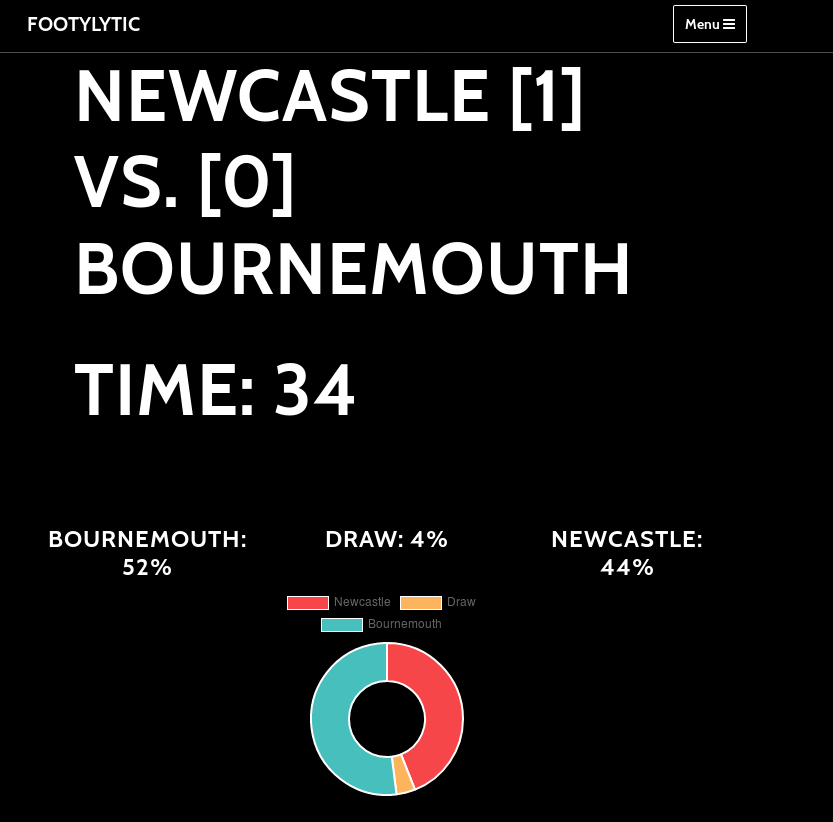 FOOTYLYTIC
Menu
NEWCASTLE [1]
VS. [0]
BOURNEMOUTH
TIME: 34
BOURNEMOUTH:
52%
DRAW: 4%
NEWCASTLE:
44%
Newcastle
Draw
Bournemouth